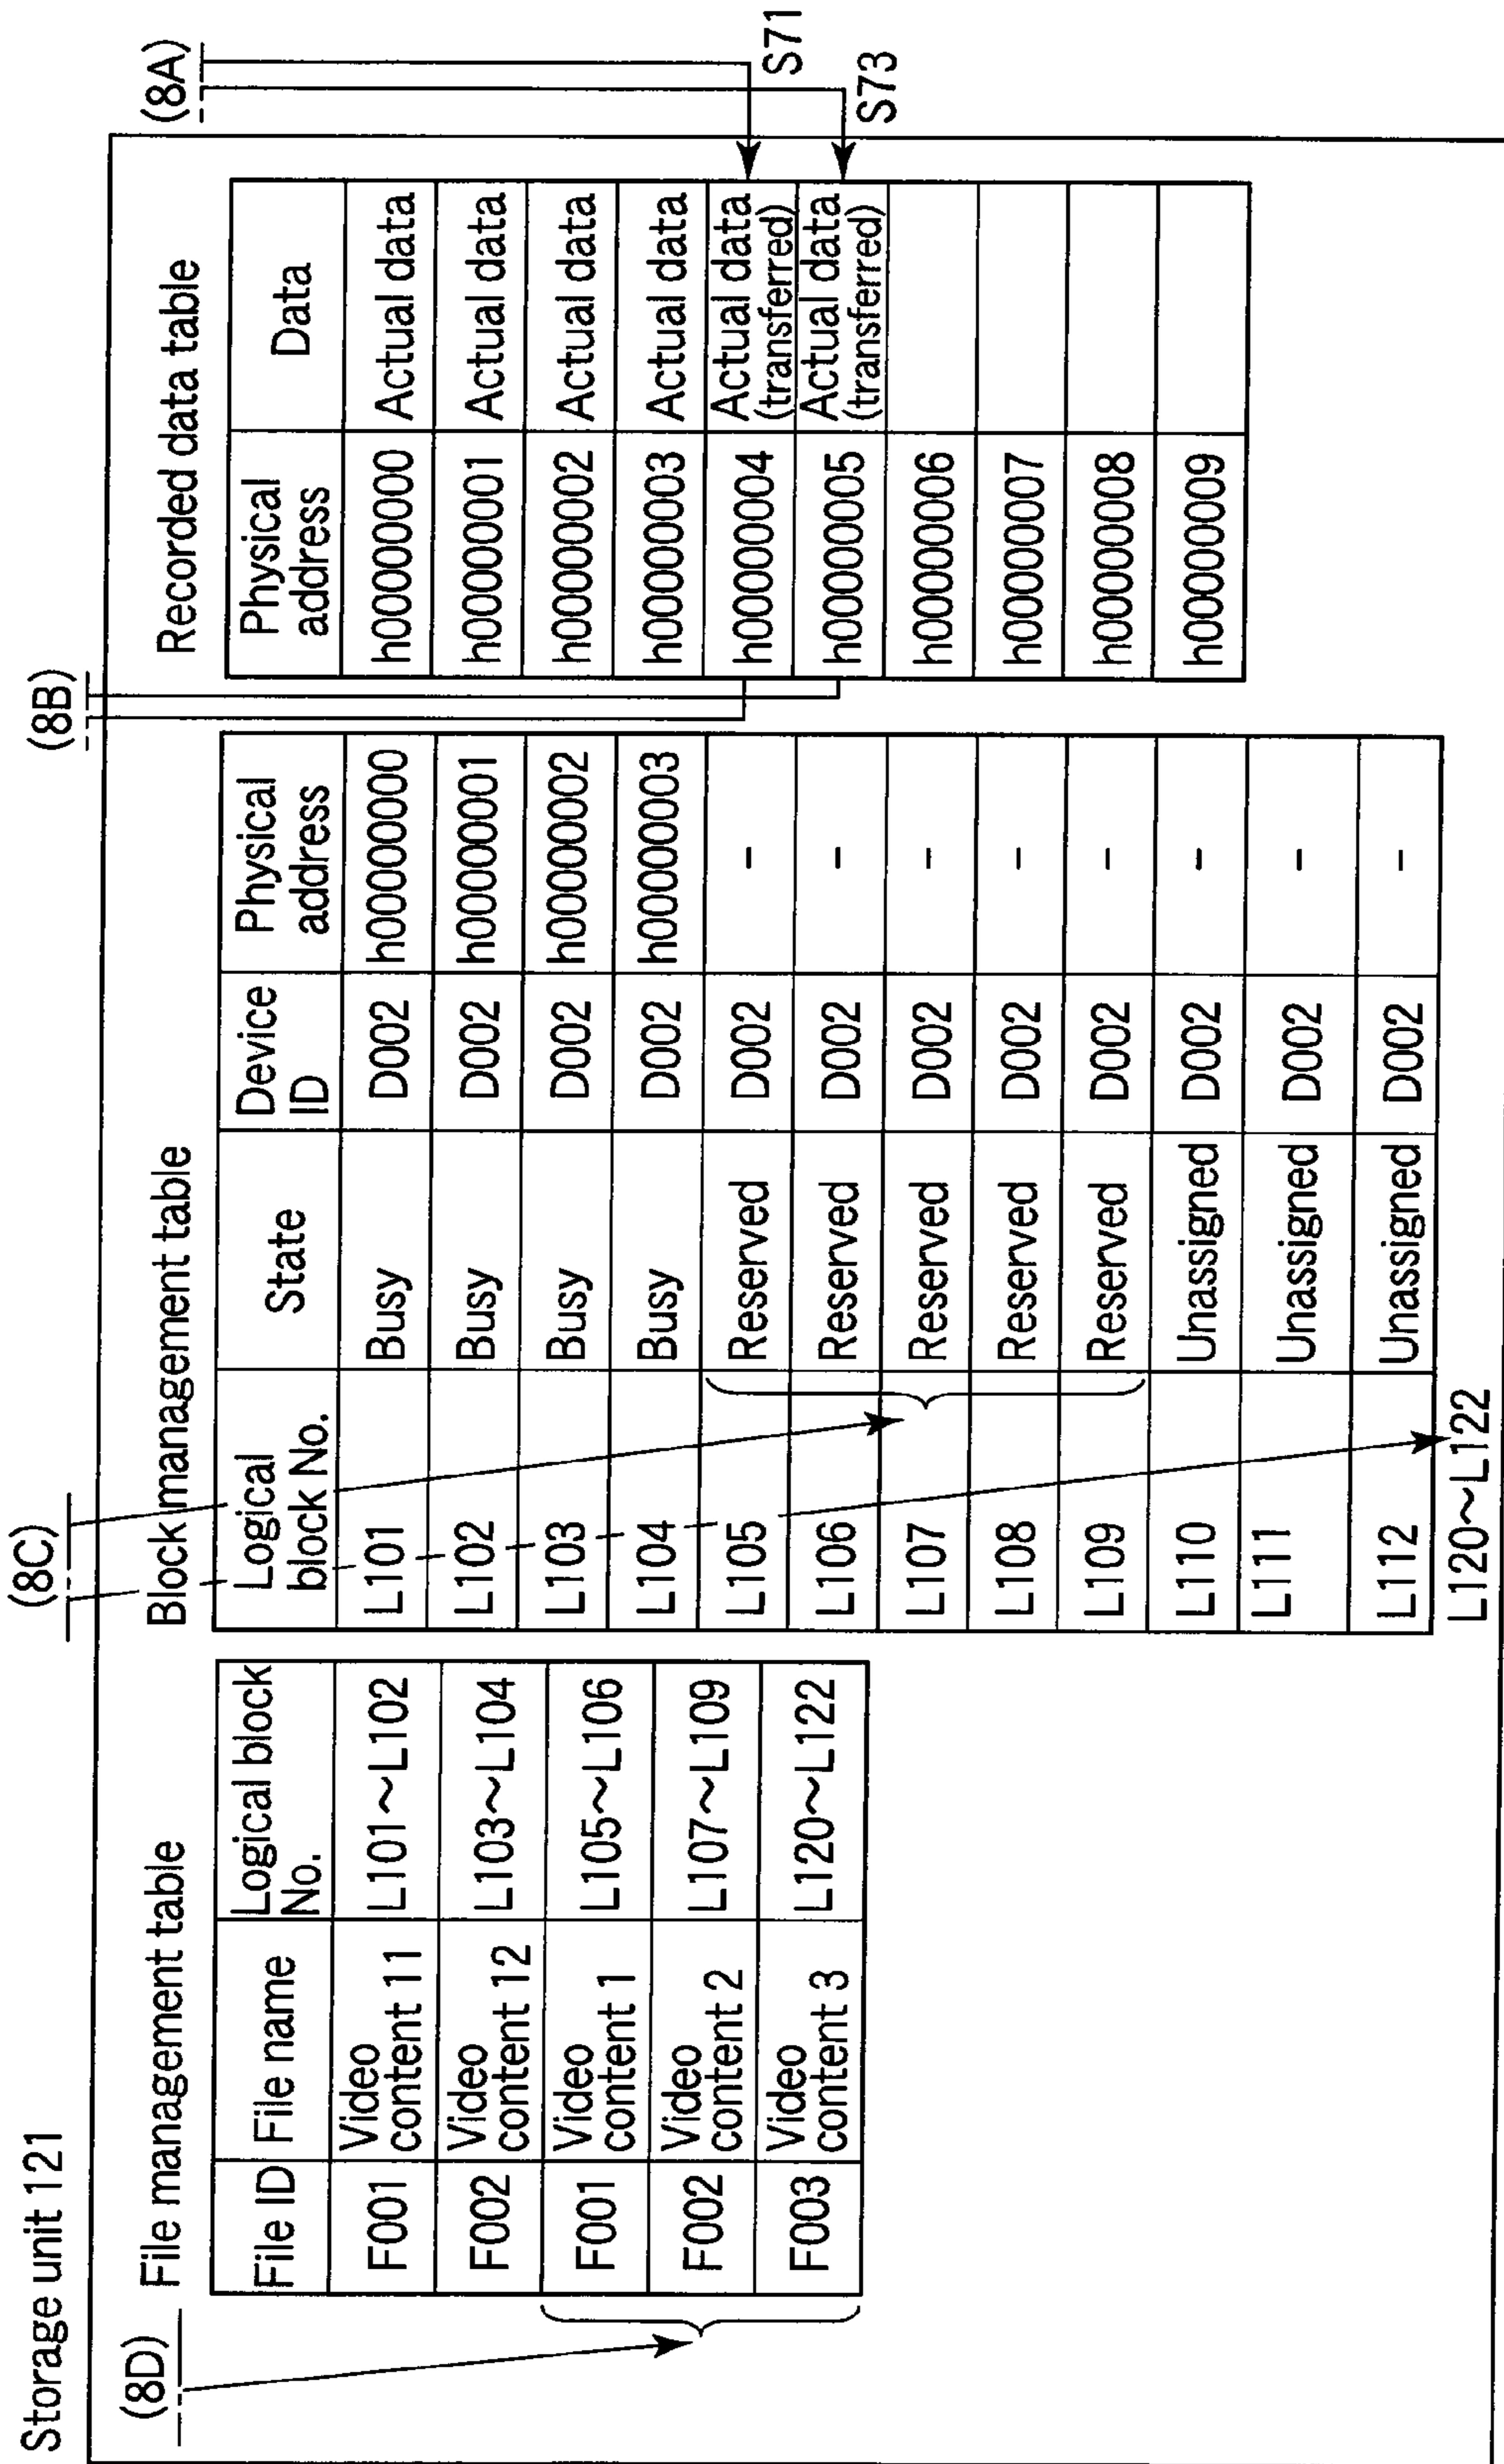 Storage unit 121
(8D)
(8C)
(8B)
(8A)
File management table
File ID File name Logical block No.
F001 Video content 11 L101~L102
F002 Video content 12 L103~L104
F001 Video content 1 L105~L106
F002 Video content 2 L107~L109
F003 Video content 3 L120~L122
Block management table
Logical block No. State Device ID Physical address
L101 Busy D002 h00000000
L102 Busy D002 h00000001
L103 Busy D002 h00000002
L104 Busy D002 h00000003
L105 Reserved D002 -
L106 Reserved D002 -
L107 Reserved D002 -
L108 Reserved D002 -
L109 Reserved D002 -
L110 Unassigned D002 -
L111 Unassigned D002 -
L112 Unassigned D002 -
L120~L122
Recorded data table
Physical address Data
h00000000 Actual data
h00000001 Actual data
h00000002 Actual data
h00000003 Actual data
h00000004 Actual data (transferred)
h00000005 Actual data (transferred)
h00000006
h00000007
h00000008
h00000009
S71
S73